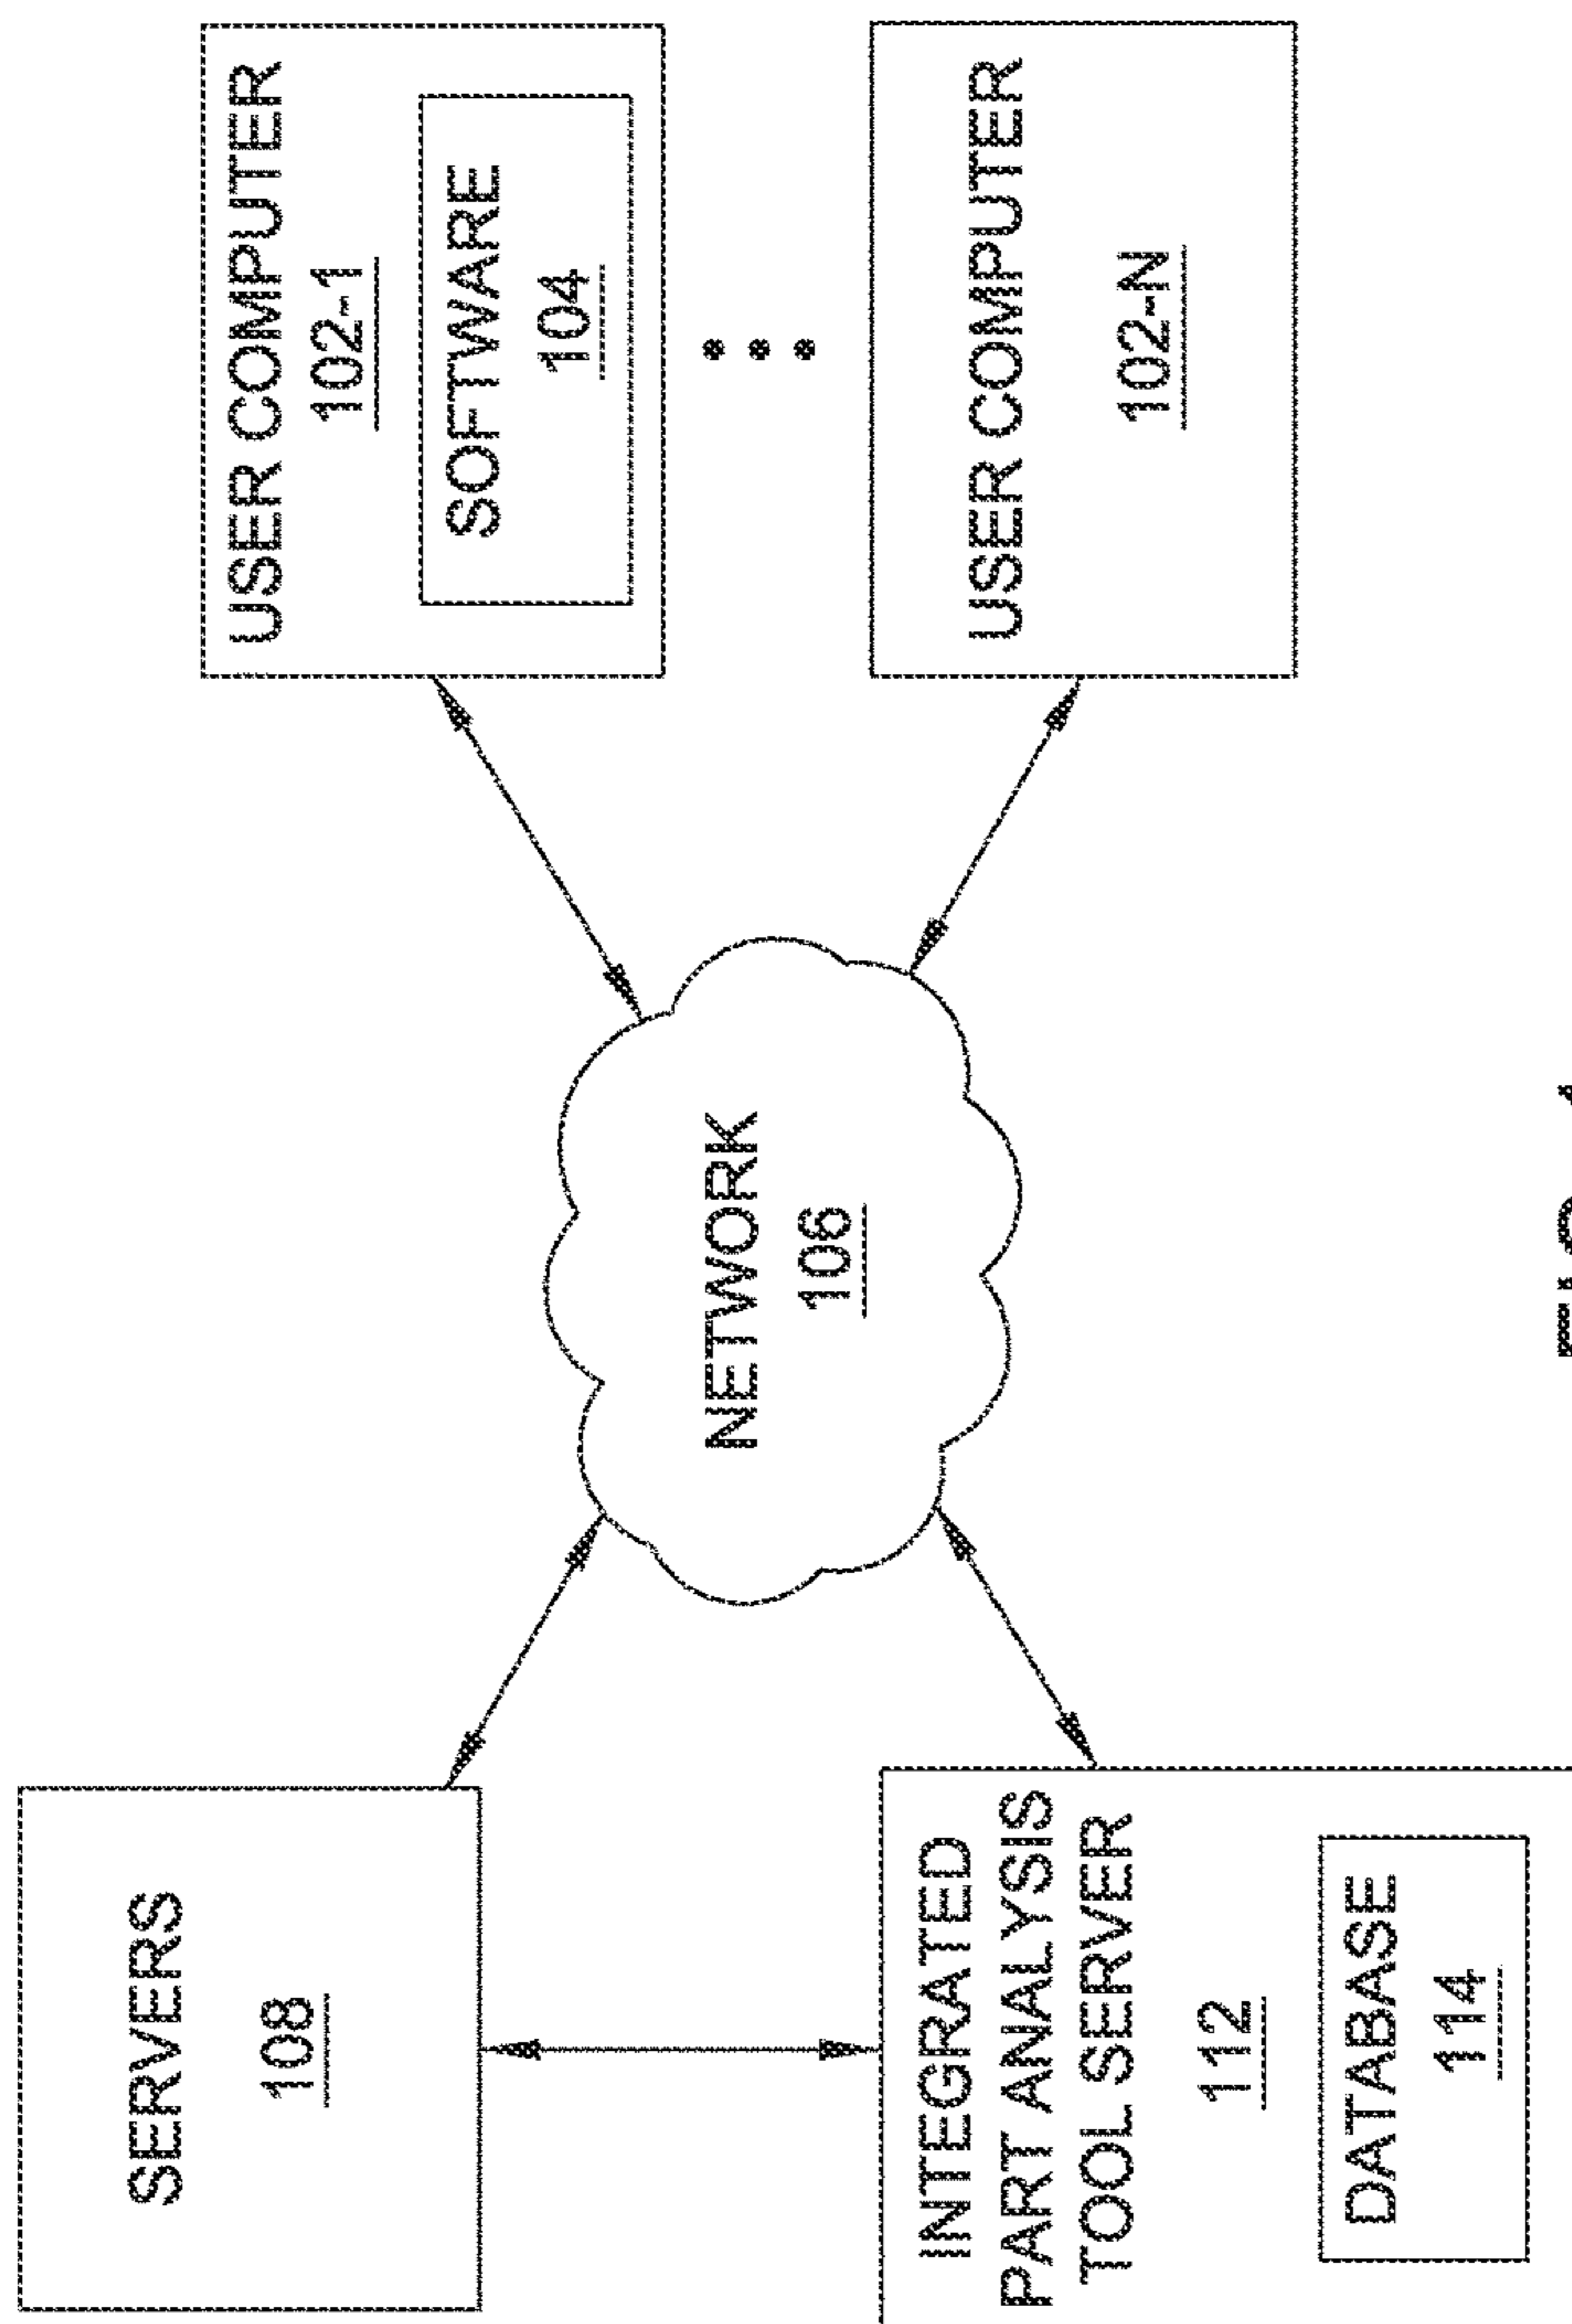 SERVERS
108
USER COMPUTER
102-1
SOFTWARE
104
NETWORK
106
INTEGRATED
PART ANALYSIS
TOOL SERVER
112
DATABASE
114
USER COMPUTER
102-N